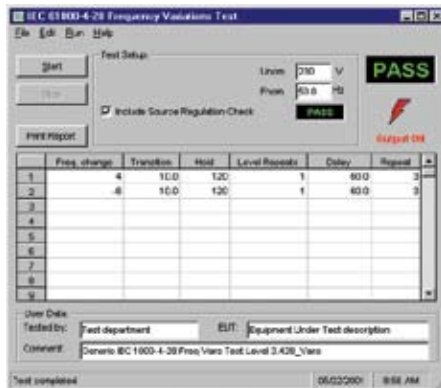 IEC 61000-4-28 Frequency Variations Test
File Edit Run Help
Start
Stop
Print Report
Test Setup
Unom 230 V
Fnom 50.0 Hz
Include Source Regulation Check
PASS
PASS
Output ON
Freq. change Transition Hold Level Repeats Delay Repeat
1 4 10.0 120 1 60.0 3
2 -6 10.0 120 1 60.0 3
3
4
5
6
7
8
9
User Data
Tested by: Test department EUT: Equipment Under Test description
Comment: Generic IEC 1000-4-28 Freq Vars Test Level 3.428_Vars
Test completed 05/02/2001 8:58 AM